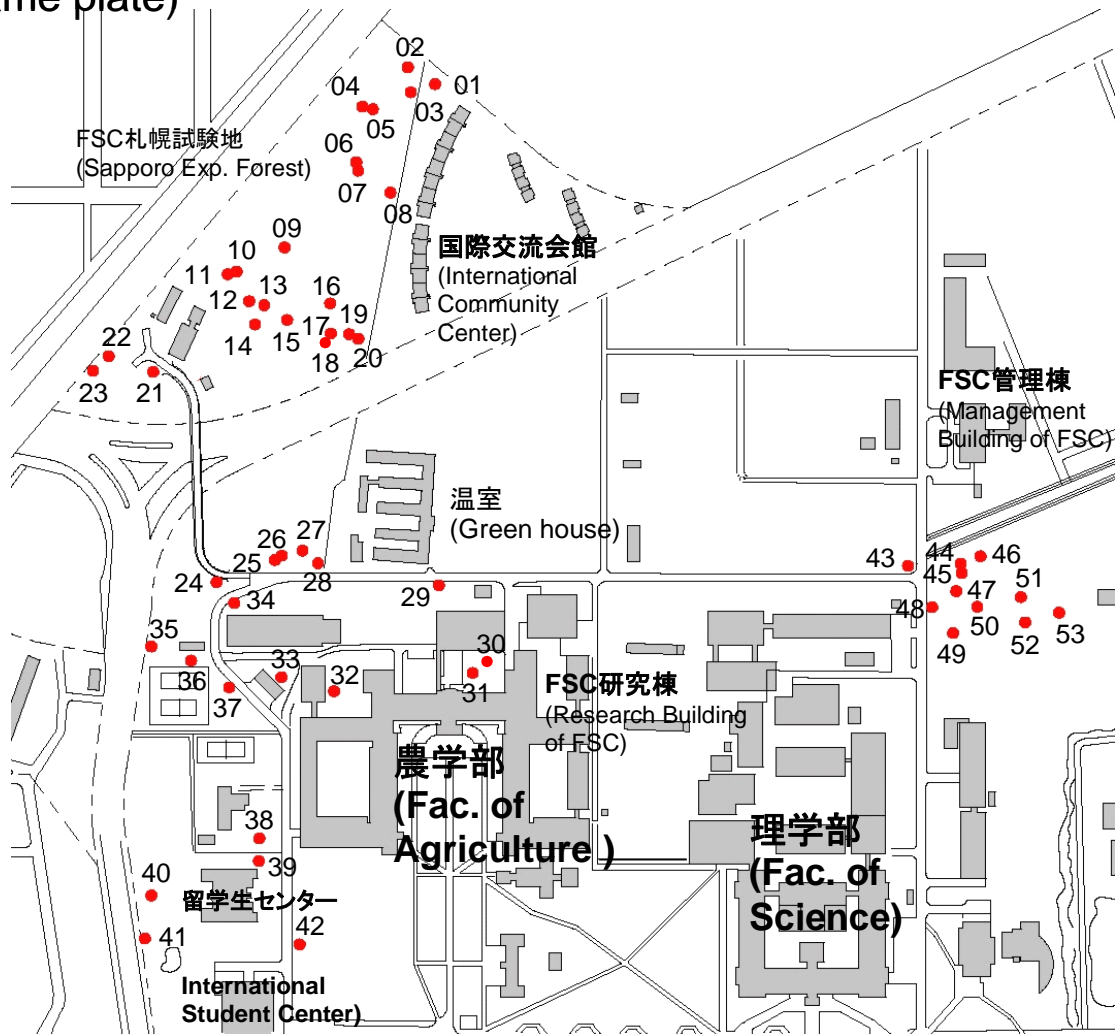 ame plate)
02
01
04
03
05
FSC札幌試験地
(Sapporo Exp. Forest)
06
07
08
09
国際交流会館
(International
Community
Center)
10
11
12
13
16
14
15
17
19
18
20
22
23
21
FSC管理棟
(Management
Building of FSC)
温室
(Green house)
26
27
25
28
24
29
34
43
44
46
45
47
51
48
50
53
49
52
35
36
33
32
30
31
37
FSC研究棟
(Research Building
of FSC)
農学部
(Fac. of
Agriculture )
理学部
(Fac. of
Science)
38
39
40
留学生センター
41
42
International
Student Center)